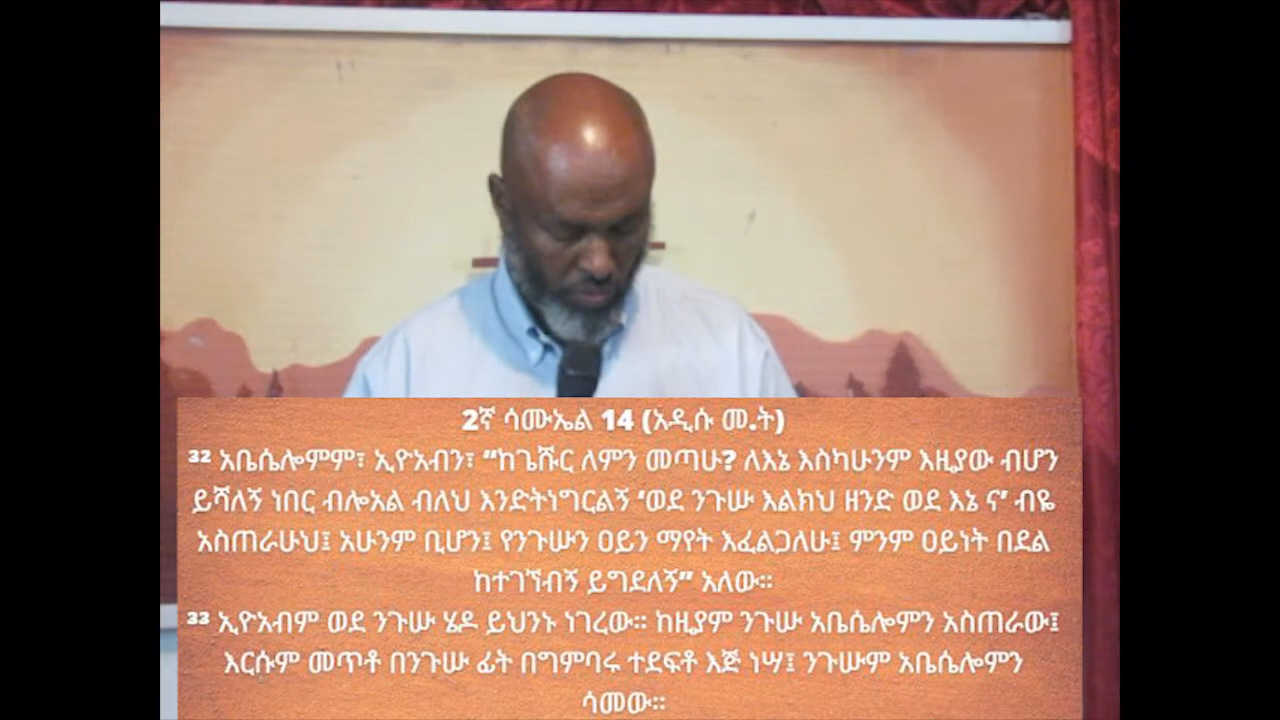 2ኛ ሳሙኤል 14 (አዲሱ መ.ት)
³² አቤሴሎምም፣ ኢዮአብን፣ “ከጌሹር ለምን መጣሁ? ለእኔ እስካሁንም እዚያው ብሆን
ይሻለኝ ነበር ብሎአል ብለህ እንድትነግርልኝ ‘ወደ ንጉሡ እልክህ ዘንድ ወደ እኔ ና’ ብዬ
አስጠራሁህ፤ አሁንም ቢሆን፤ የንጉሡን ዐይን ማየት እፈልጋለሁ፤ ምንም ዐይነት በደል
ከተገኘብኝ ይግደለኝ” አለው።
³³ ኢዮአብም ወደ ንጉሡ ሄዶ ይህንኑ ነገረው። ከዚያም ንጉሡ አቤሴሎምን አስጠራው፤
እርሱም መጥቶ በንጉሡ ፊት በግምባሩ ተደፍቶ እጅ ነሣ፤ ንጉሡም አቤሴሎምን
ሳመው።